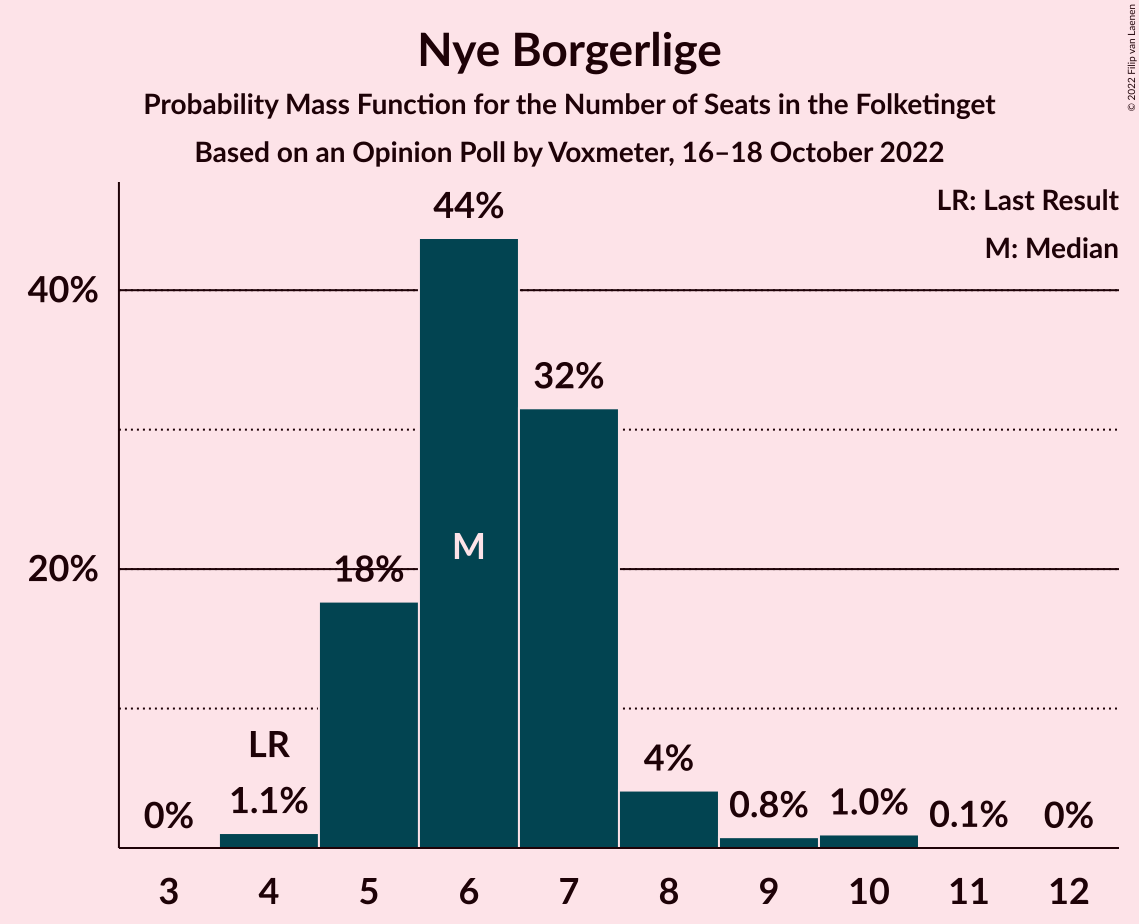 Nye Borgerlige
Probability Mass Function for the Number of Seats in the Folketinget
Based on an Opinion Poll by Voxmeter, 16–18 October 2022
© 2022 Filip van Laenen
LR: Last Result
M: Median
44%
40%
32%
M
20%
18%
LR
4%
0%
1.1%
0.8%
1.0%
0.1%
0%
3 4 5 6 7 8 9 10 11 12